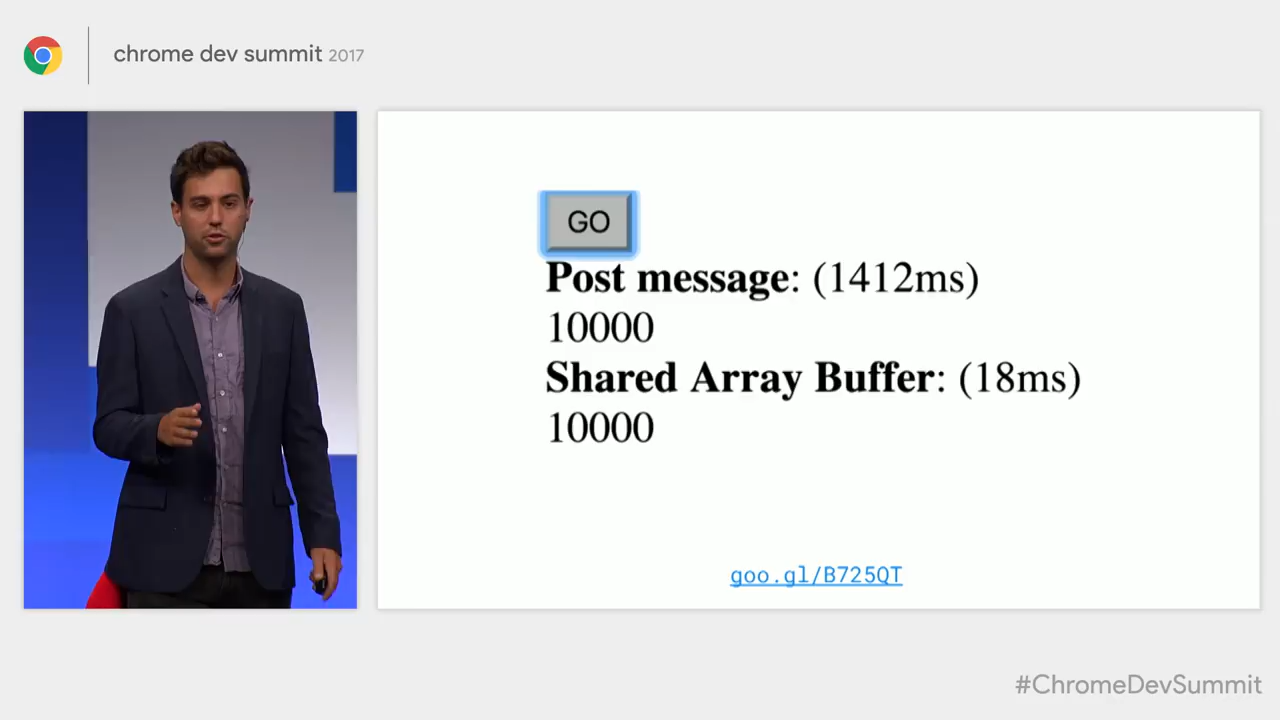 chrome dev summit 2017
GO
Post message: (1412ms)
10000
Shared Array Buffer: (18ms)
10000
goo.gl/B725QT
#ChromeDevSummit